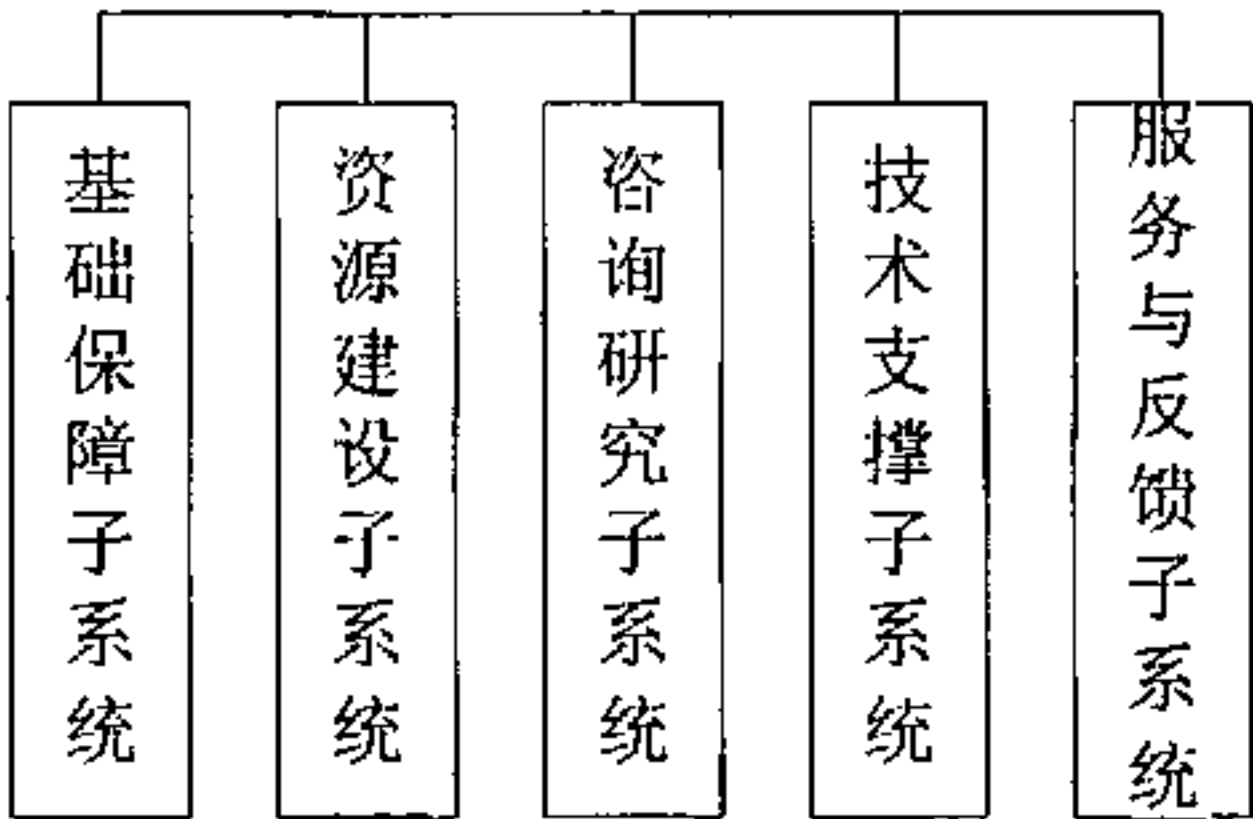 基础保障子系统
资源建设子系统
咨询研究子系统
技术支撑子系统
服务与反馈子系统